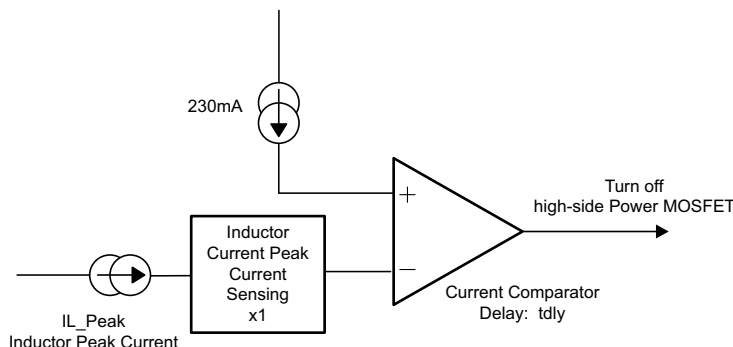 230mA
+
Turn off
high-side Power MOSFET
Inductor
Current Peak
Current
Sensing
x1
−
Current Comparator
Delay: tdly
IL_Peak
Inductor Peak Current